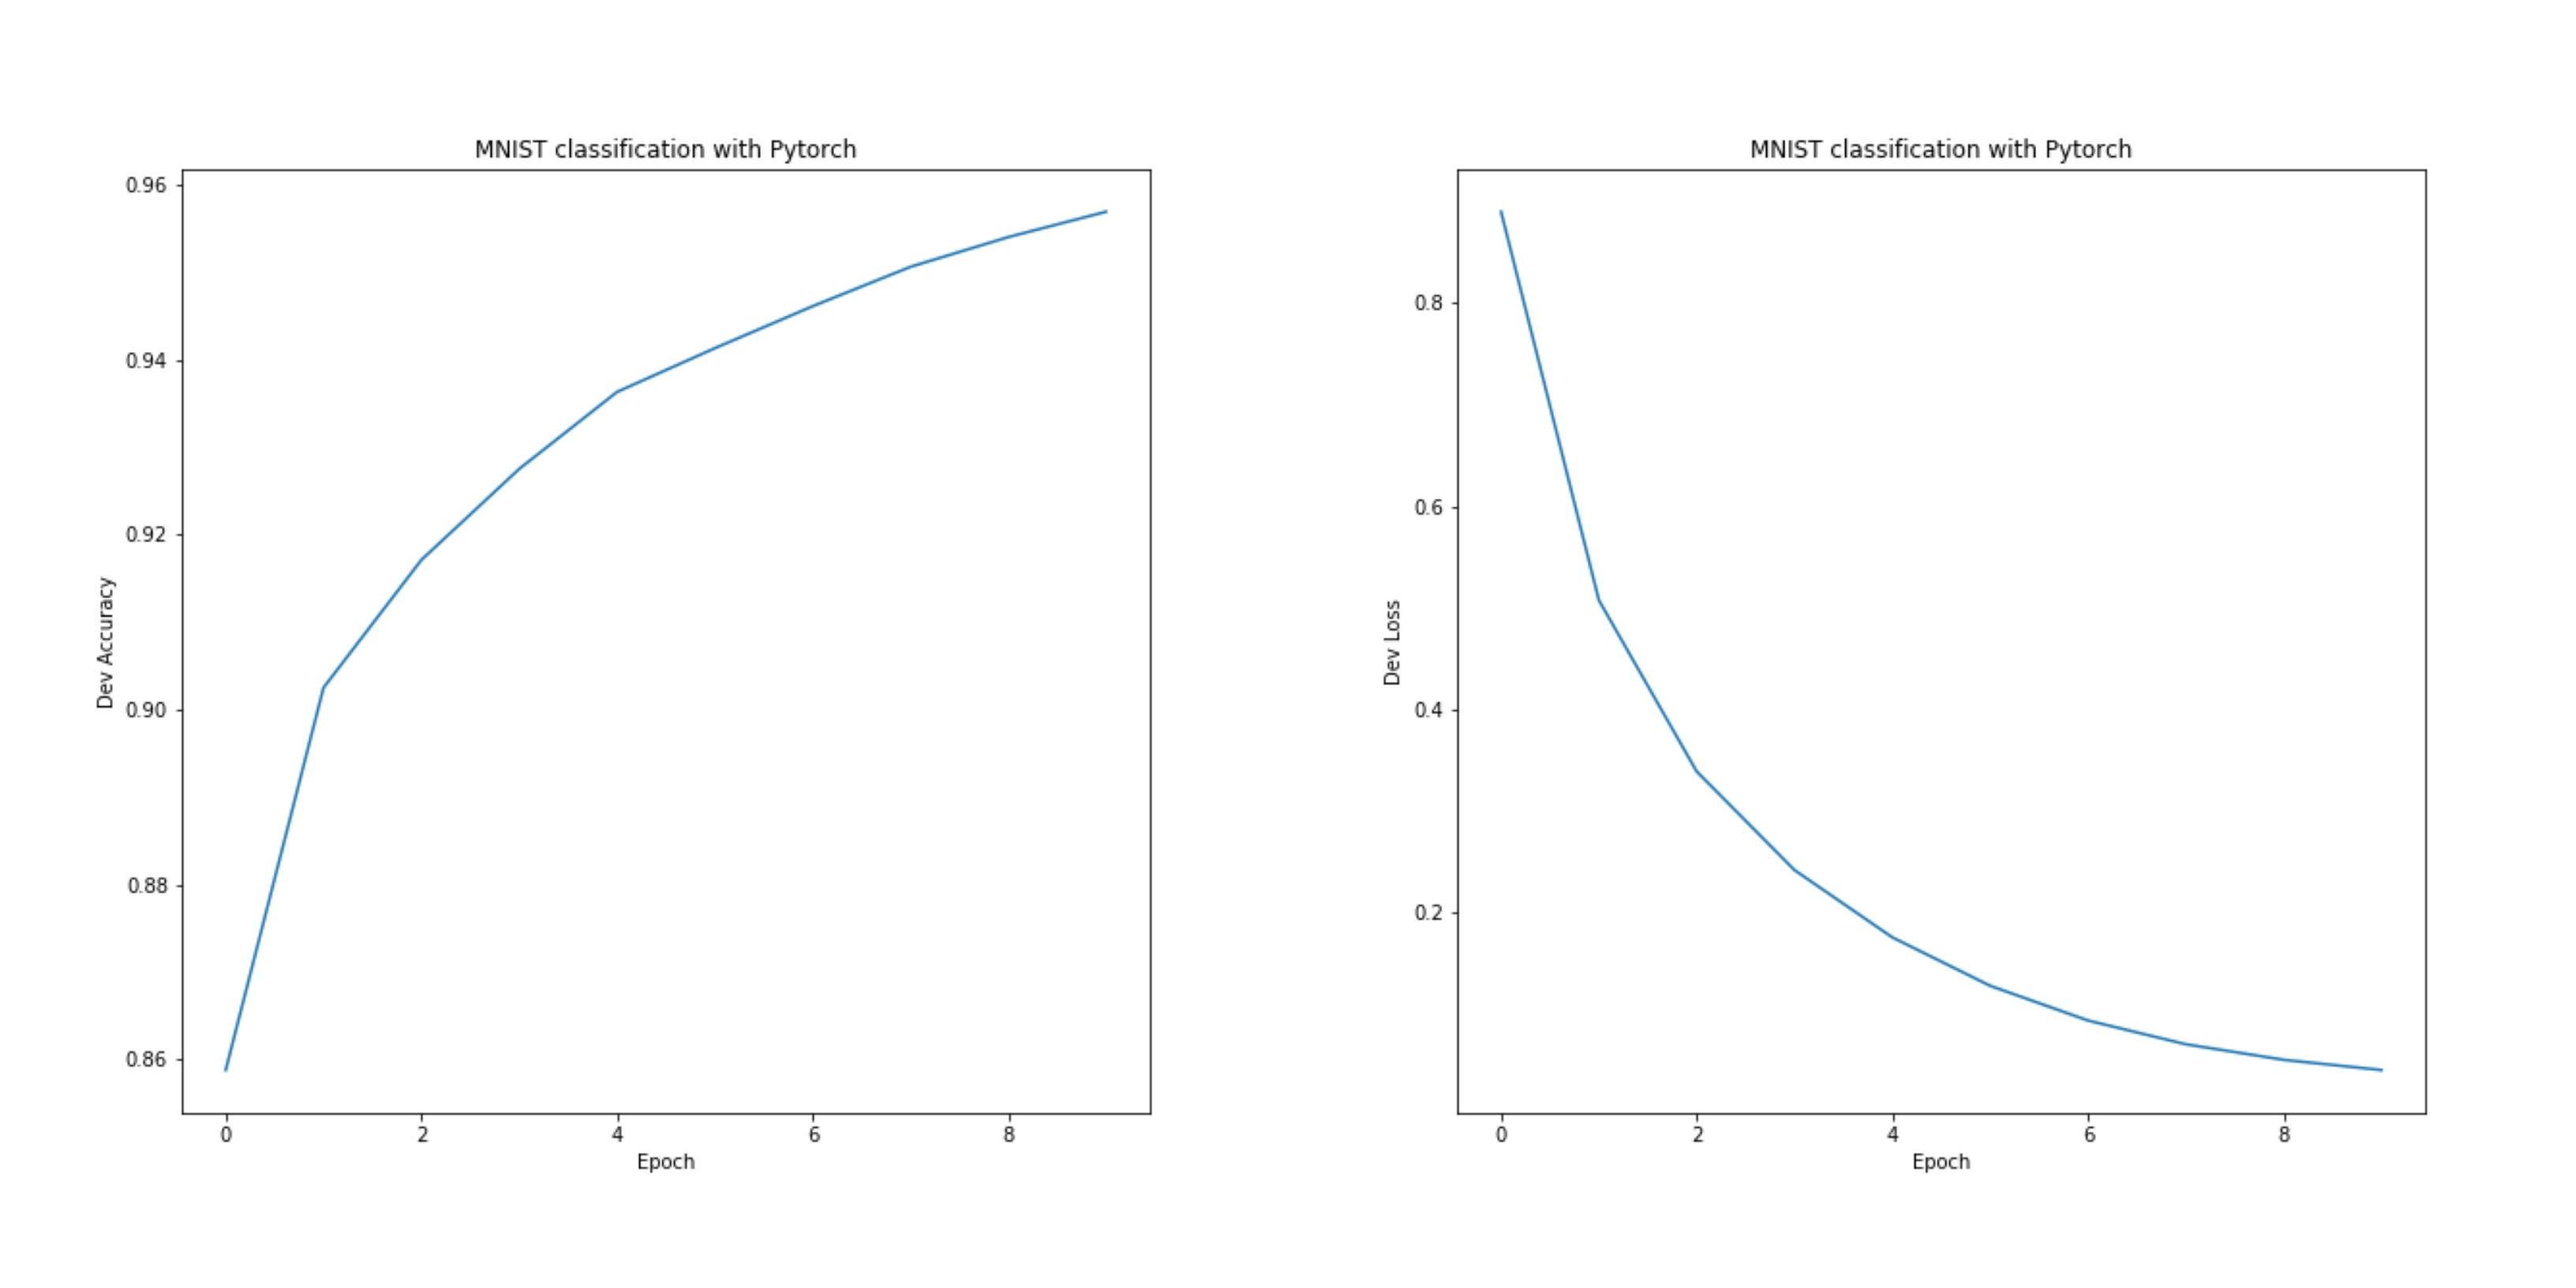 MNIST classification with Pytorch
0.96
0.94
0.92
0.90
0.88
0.86
Dev Accuracy
0 2 4 6 8
Epoch
MNIST classification with Pytorch
0.8
0.6
0.4
0.2
Dev Loss
0 2 4 6 8
Epoch